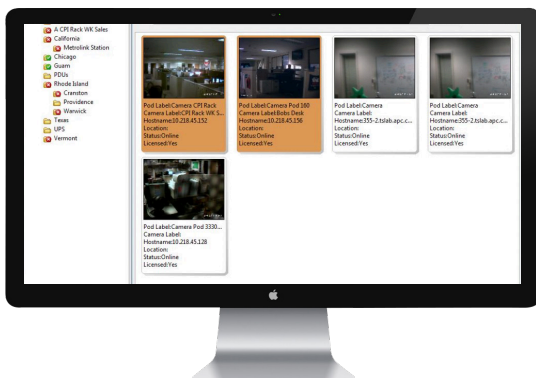 A CPI Rack WK Sales
California
Metrolink Station
Chicago
Guam
PDUs
Rhode Island
Cranston
Providence
Warwick
Texas
UPS
Vermont
Pod Label:Camera CPI Rack
Camera Label:CPI Rack WK S...
Hostname:10.218.45.152
Location:
Status:Online
Licensed:Yes
Pod Label:Camera Pod 160
Camera Label:Bobs Desk
Hostname:10.218.45.156
Location:
Status:Online
Licensed:Yes
Pod Label:Camera
Camera Label:
Hostname:355-2.tslab.apc.c...
Location:
Status:Online
Licensed:Yes
Pod Label:Camera
Camera Label:
Hostname:355-2.tslab.apc.c...
Location:
Status:Online
Licensed:Yes
Pod Label:Camera Pod 3330...
Camera Label:
Hostname:10.218.45.128
Location:
Status:Online
Licensed:Yes